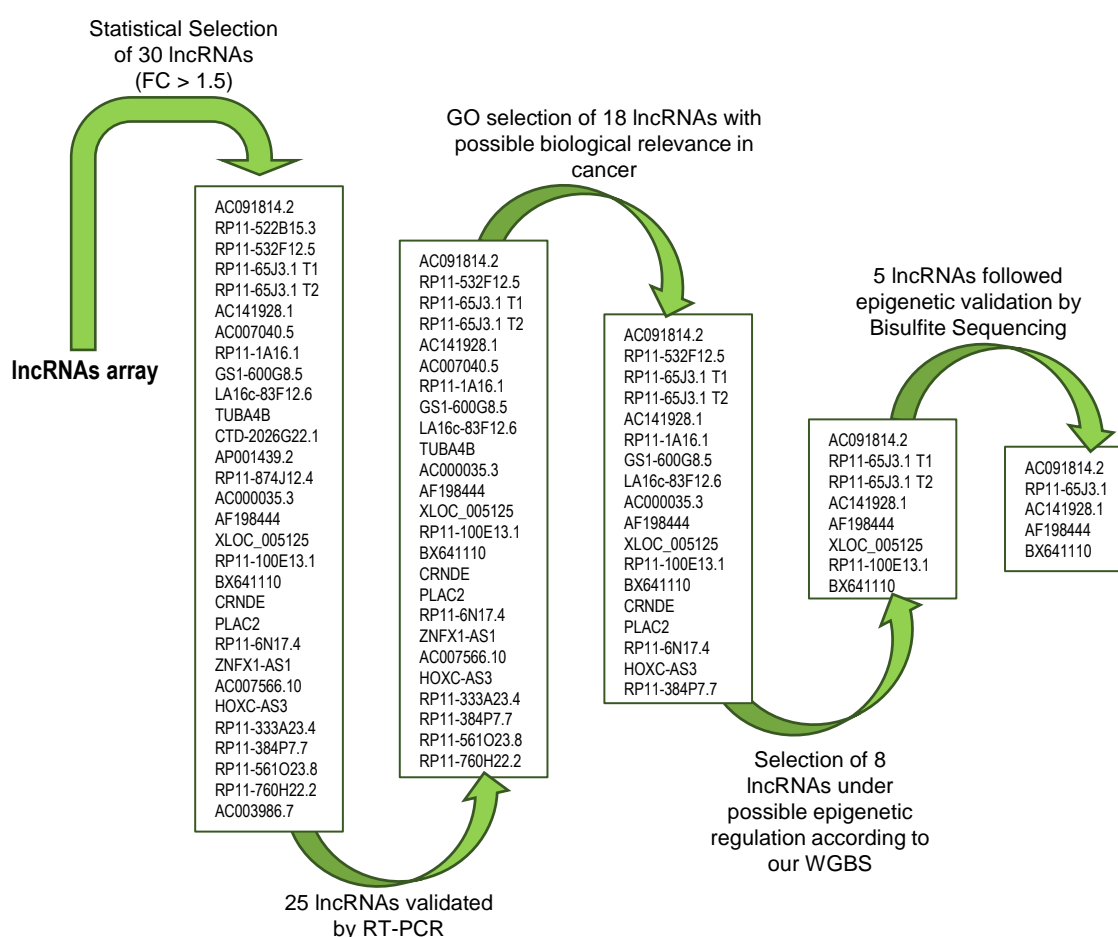 Statistical Selection
of 30 lncRNAs
(FC > 1.5)
lncRNAs array
AC091814.2
RP11-522B15.3
RP11-532F12.5
RP11-65J3.1 T1
RP11-65J3.1 T2
AC141928.1
AC007040.5
RP11-1A16.1
GS1-600G8.5
LA16c-83F12.6
TUBA4B
CTD-2026G22.1
AP001439.2
RP11-874J12.4
AC000035.3
AF198444
XLOC_005125
RP11-100E13.1
BX641110
CRNDE
PLAC2
RP11-6N17.4
ZNFX1-AS1
AC007566.10
HOXC-AS3
RP11-333A23.4
RP11-384P7.7
RP11-561O23.8
RP11-760H22.2
AC003986.7
25 lncRNAs validated
by RT-PCR
AC091814.2
RP11-532F12.5
RP11-65J3.1 T1
RP11-65J3.1 T2
AC141928.1
AC007040.5
RP11-1A16.1
GS1-600G8.5
LA16c-83F12.6
TUBA4B
AC000035.3
AF198444
XLOC_005125
RP11-100E13.1
BX641110
CRNDE
PLAC2
RP11-6N17.4
ZNFX1-AS1
AC007566.10
HOXC-AS3
RP11-333A23.4
RP11-384P7.7
RP11-561O23.8
RP11-760H22.2
GO selection of 18 lncRNAs with
possible biological relevance in
cancer
AC091814.2
RP11-532F12.5
RP11-65J3.1 T1
RP11-65J3.1 T2
AC141928.1
RP11-1A16.1
GS1-600G8.5
LA16c-83F12.6
AC000035.3
AF198444
XLOC_005125
RP11-100E13.1
BX641110
CRNDE
PLAC2
RP11-6N17.4
HOXC-AS3
RP11-384P7.7
Selection of 8
lncRNAs under
possible epigenetic
regulation according to
our WGBS
AC091814.2
RP11-65J3.1 T1
RP11-65J3.1 T2
AC141928.1
AF198444
XLOC_005125
RP11-100E13.1
BX641110
5 lncRNAs followed
epigenetic validation by
Bisulfite Sequencing
AC091814.2
RP11-65J3.1
AC141928.1
AF198444
BX641110